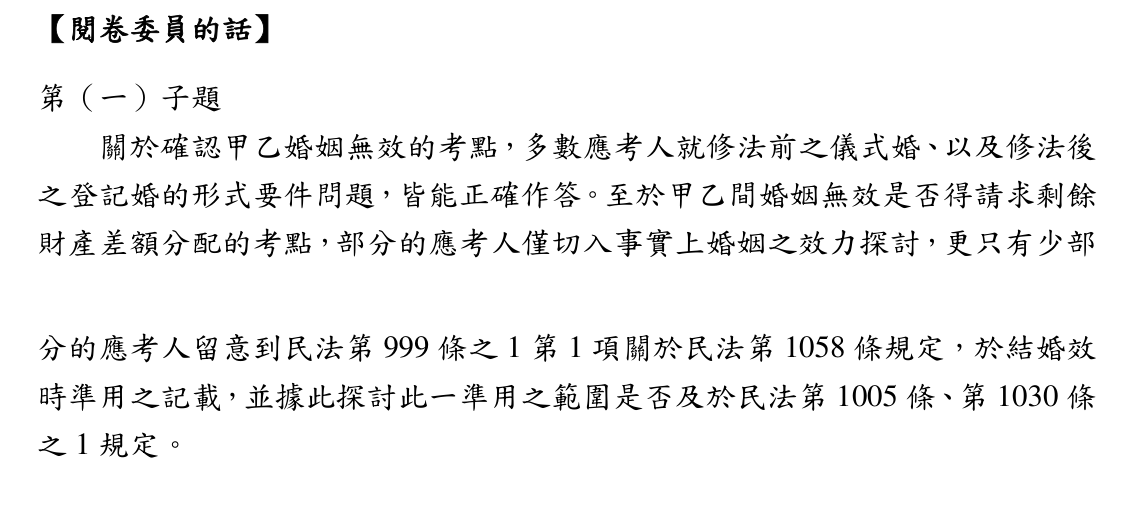 【閱卷委員的話】
第（一）子題
關於確認甲乙婚姻無效的考點，多數應考人就修法前之儀式婚、以及修法後
之登記婚的形式要件問題，皆能正確作答。至於甲乙間婚姻無效是否得請求剩餘
財產差額分配的考點，部分的應考人僅切入事實上婚姻之效力探討，更只有少部
分的應考人留意到民法第 999 條之 1 第 1 項關於民法第 1058 條規定，於結婚效
時準用之記載，並據此探討此一準用之範圍是否及於民法第 1005 條、第 1030 條
之 1 規定。